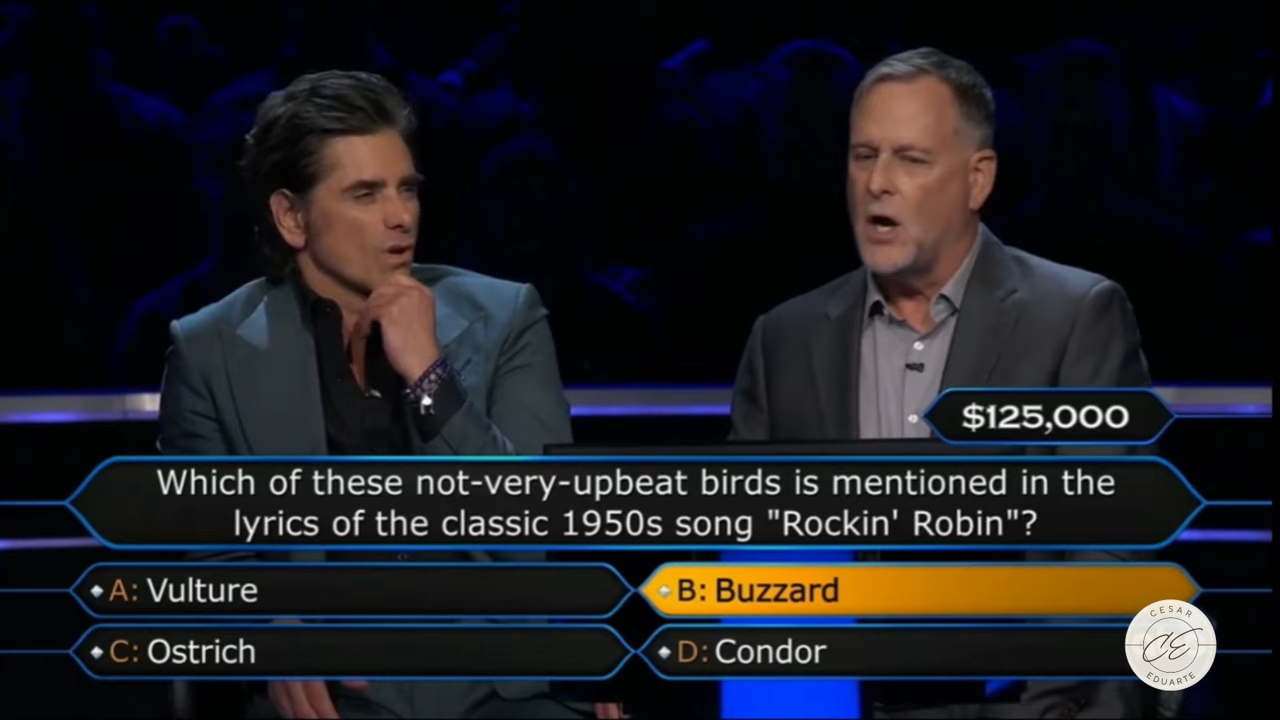 $125,000
Which of these not-very-upbeat birds is mentioned in the
lyrics of the classic 1950s song "Rockin' Robin"?
A: Vulture
B: Buzzard
C: Ostrich
D: Condor
CESAR
CE
EDUARTE